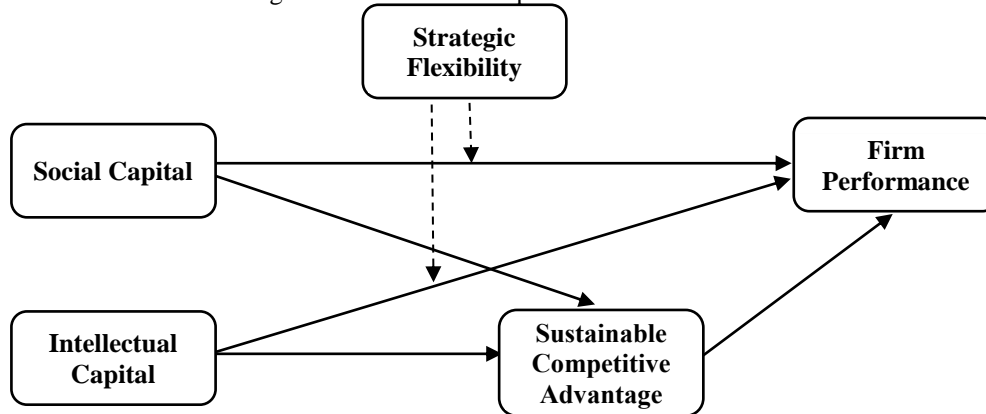 Strategic
Flexibility
Social Capital
Firm
Performance
Intellectual
Capital
Sustainable
Competitive
Advantage